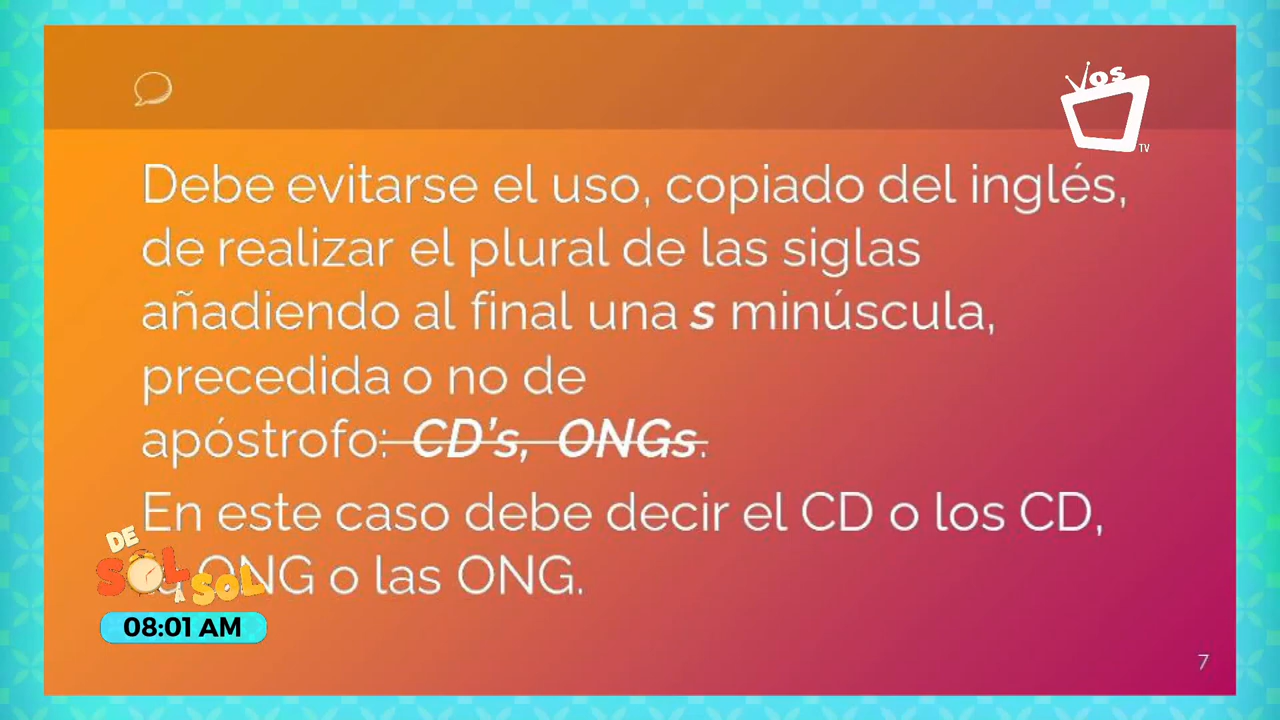 VOS
TV
Debe evitarse el uso, copiado del inglés,
de realizar el plural de las siglas
añadiendo al final una s minúscula,
precedida o no de
apóstrofo: CD's, ONGs.
En este caso debe decir el CD o los CD,
ONG o las ONG.
DE
SOL
A SOL
08:01 AM
7